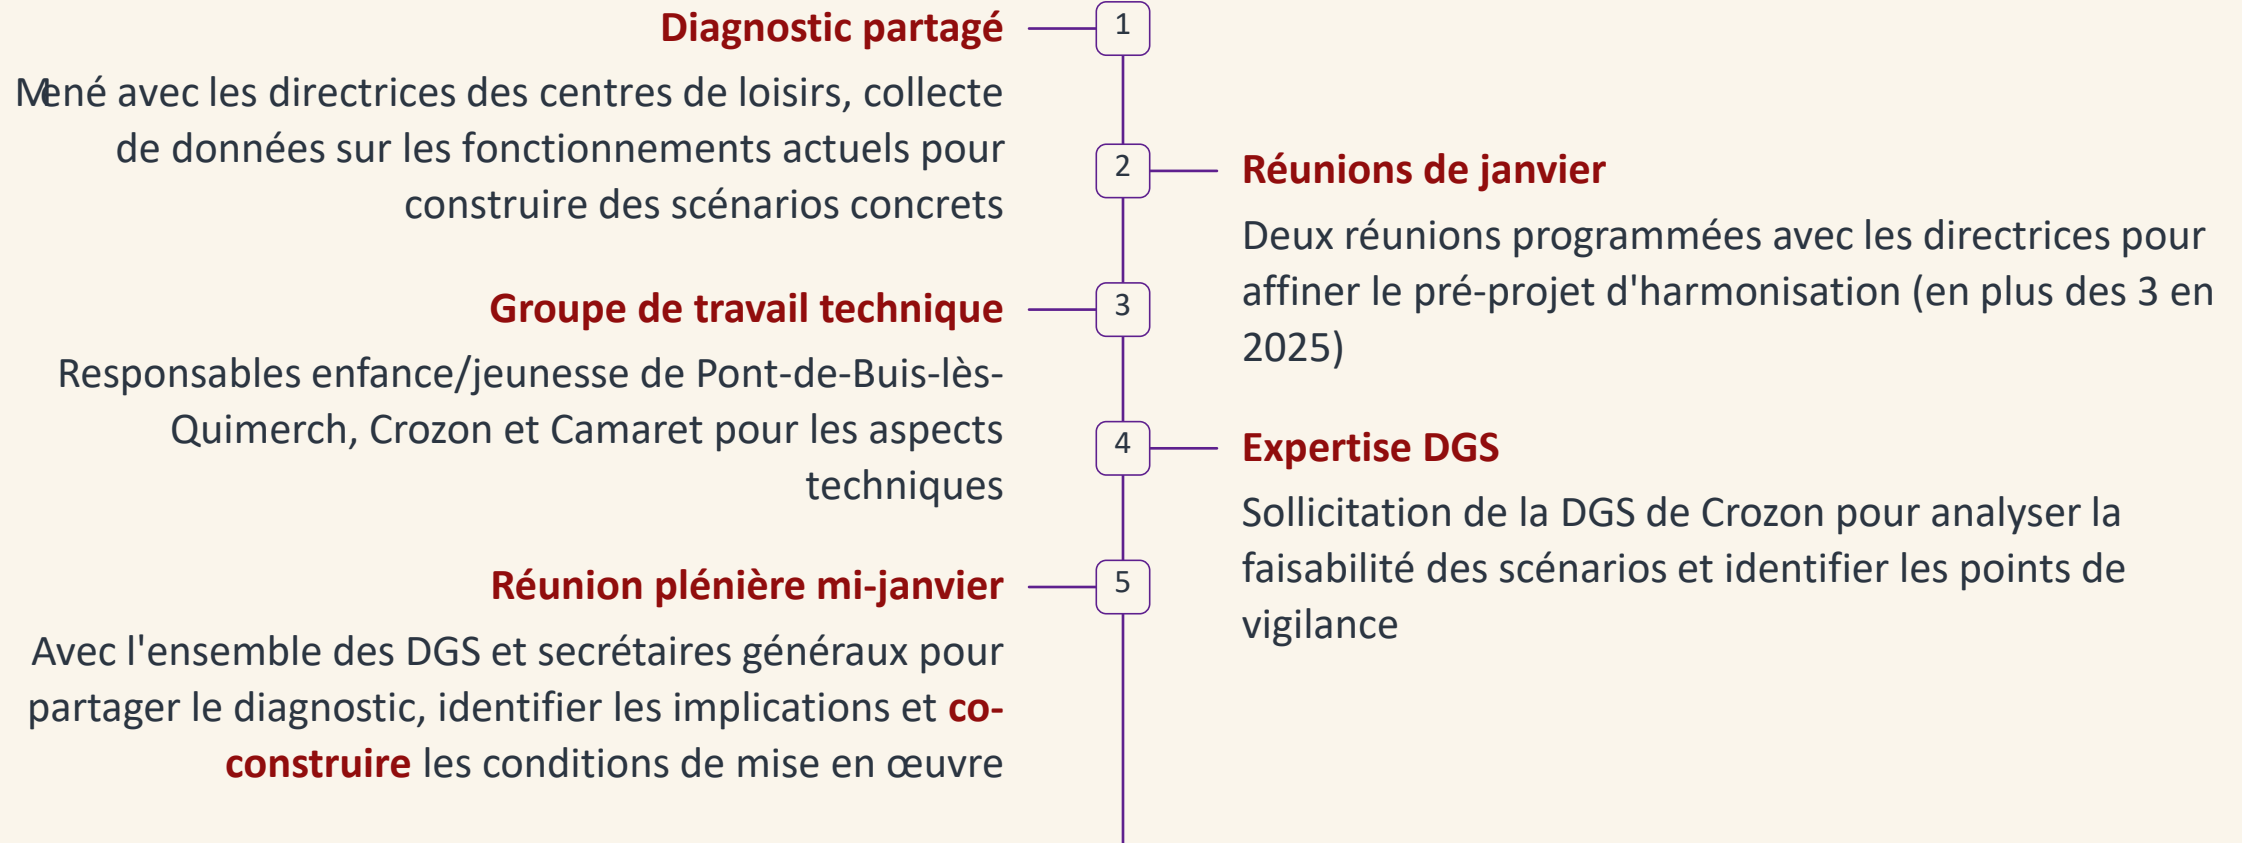 Diagnostic partagé
1
Mené avec les directrices des centres de loisirs, collecte
de données sur les fonctionnements actuels pour
construire des scénarios concrets
2
Réunions de janvier
Deux réunions programmées avec les directrices pour
affiner le pré-projet d'harmonisation (en plus des 3 en
2025)
Groupe de travail technique
3
Responsables enfance/jeunesse de Pont-de-Buis-lès-
Quimerch, Crozon et Camaret pour les aspects
techniques
4
Expertise DGS
Sollicitation de la DGS de Crozon pour analyser la
faisabilité des scénarios et identifier les points de
vigilance
Réunion plénière mi-janvier
5
Avec l'ensemble des DGS et secrétaires généraux pour
partager le diagnostic, identifier les implications et co-
construire les conditions de mise en œuvre